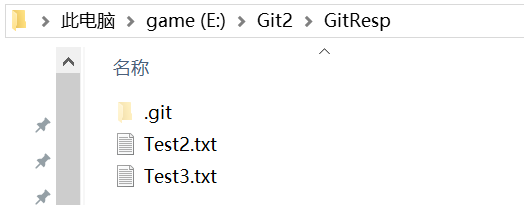 此电脑 game (E:) Git2 GitResp
名称
.git
Test2.txt
Test3.txt